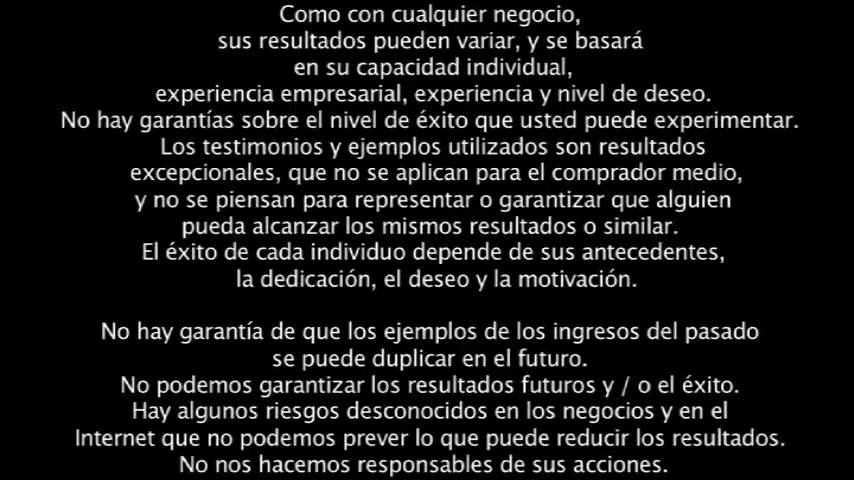 Como con cualquier negocio,
sus resultados pueden variar, y se basará
en su capacidad individual,
experiencia empresarial, experiencia y nivel de deseo.
No hay garantías sobre el nivel de éxito que usted puede experimentar.
Los testimonios y ejemplos utilizados son resultados
excepcionales, que no se aplican para el comprador medio,
y no se piensan para representar o garantizar que alguien
pueda alcanzar los mismos resultados o similar.
El éxito de cada individuo depende de sus antecedentes,
la dedicación, el deseo y la motivación.
No hay garantía de que los ejemplos de los ingresos del pasado
se puede duplicar en el futuro.
No podemos garantizar los resultados futuros y / o el éxito.
Hay algunos riesgos desconocidos en los negocios y en el
Internet que no podemos prever lo que puede reducir los resultados.
No nos hacemos responsables de sus acciones.